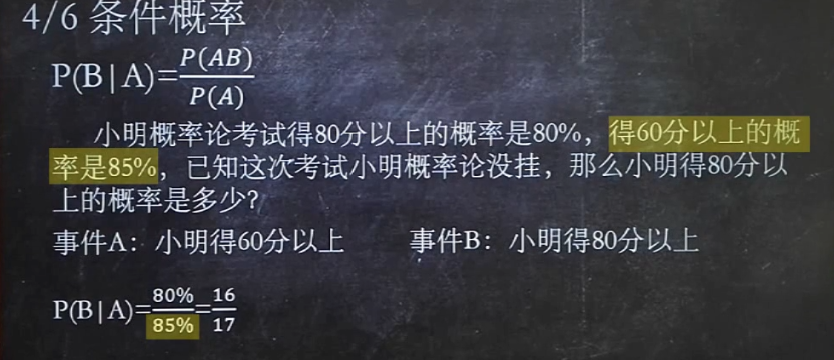 4/6 条件概率
P(B|A)=P(AB)/P(A)
小明概率论考试得80分以上的概率是80%，得60分以上的概
率是85%，已知这次考试小明概率论没挂，那么小明得80分以
上的概率是多少？
事件A：小明得60分以上 事件B：小明得80分以上
P(B|A)=80%/85%=16/17